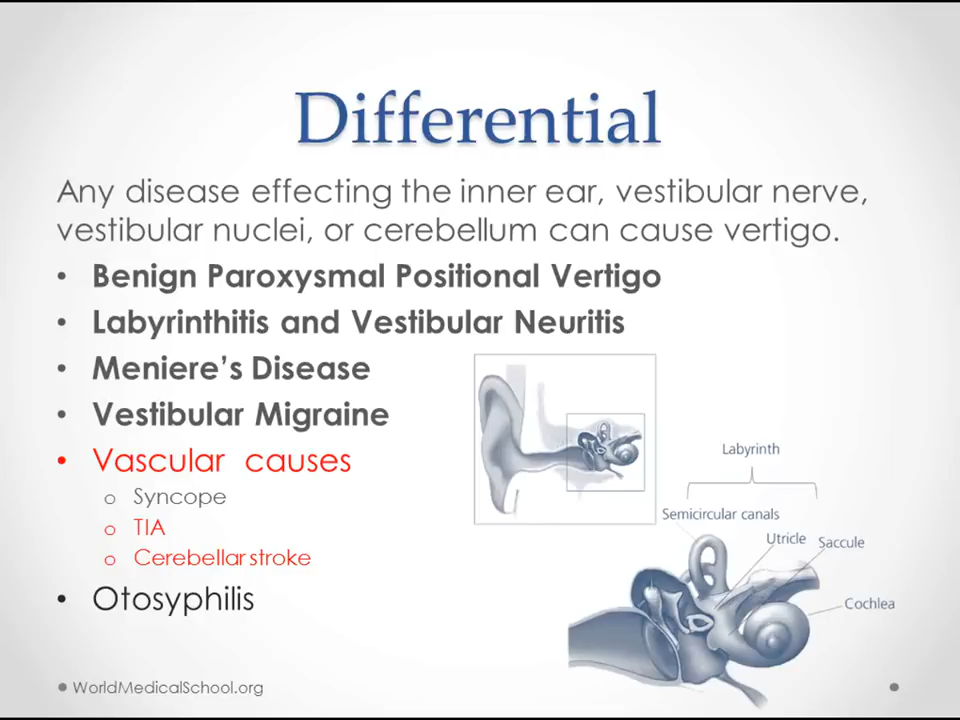 Differential
Any disease effecting the inner ear, vestibular nerve,
vestibular nuclei, or cerebellum can cause vertigo.
• Benign Paroxysmal Positional Vertigo
• Labyrinthitis and Vestibular Neuritis
• Meniere’s Disease
• Vestibular Migraine
• Vascular causes
o Syncope
o TIA
o Cerebellar stroke
• Otosyphilis
Labyrinth
Semicircular canals
Utricle
Saccule
Cochlea
WorldMedicalSchool.org